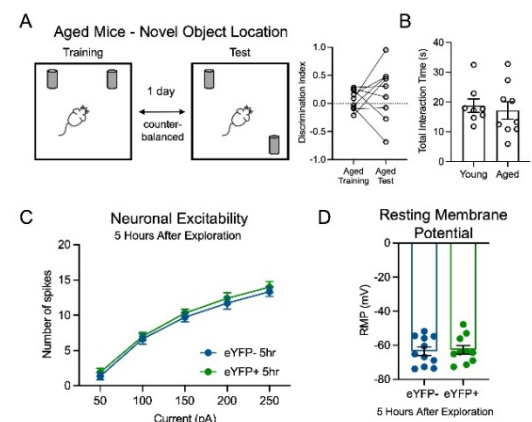 A
Aged Mice - Novel Object Location
Training
Test
1 day
counter-
balanced
Discrimination Index
1.0
0.5
0.0
-0.5
-1.0
Aged
Training
Aged
Test
B
Total Interaction Time (s)
40
30
20
10
0
Young
Aged
C
Neuronal Excitability
5 Hours After Exploration
Number of spikes
20
15
10
5
0
eYFP- 5hr
eYFP+ 5hr
50
100
150
200
250
Current (pA)
D
Resting Membrane
Potential
RMP (mV)
0
-20
-40
-60
-80
eYFP-
eYFP+
5 Hours After Exploration